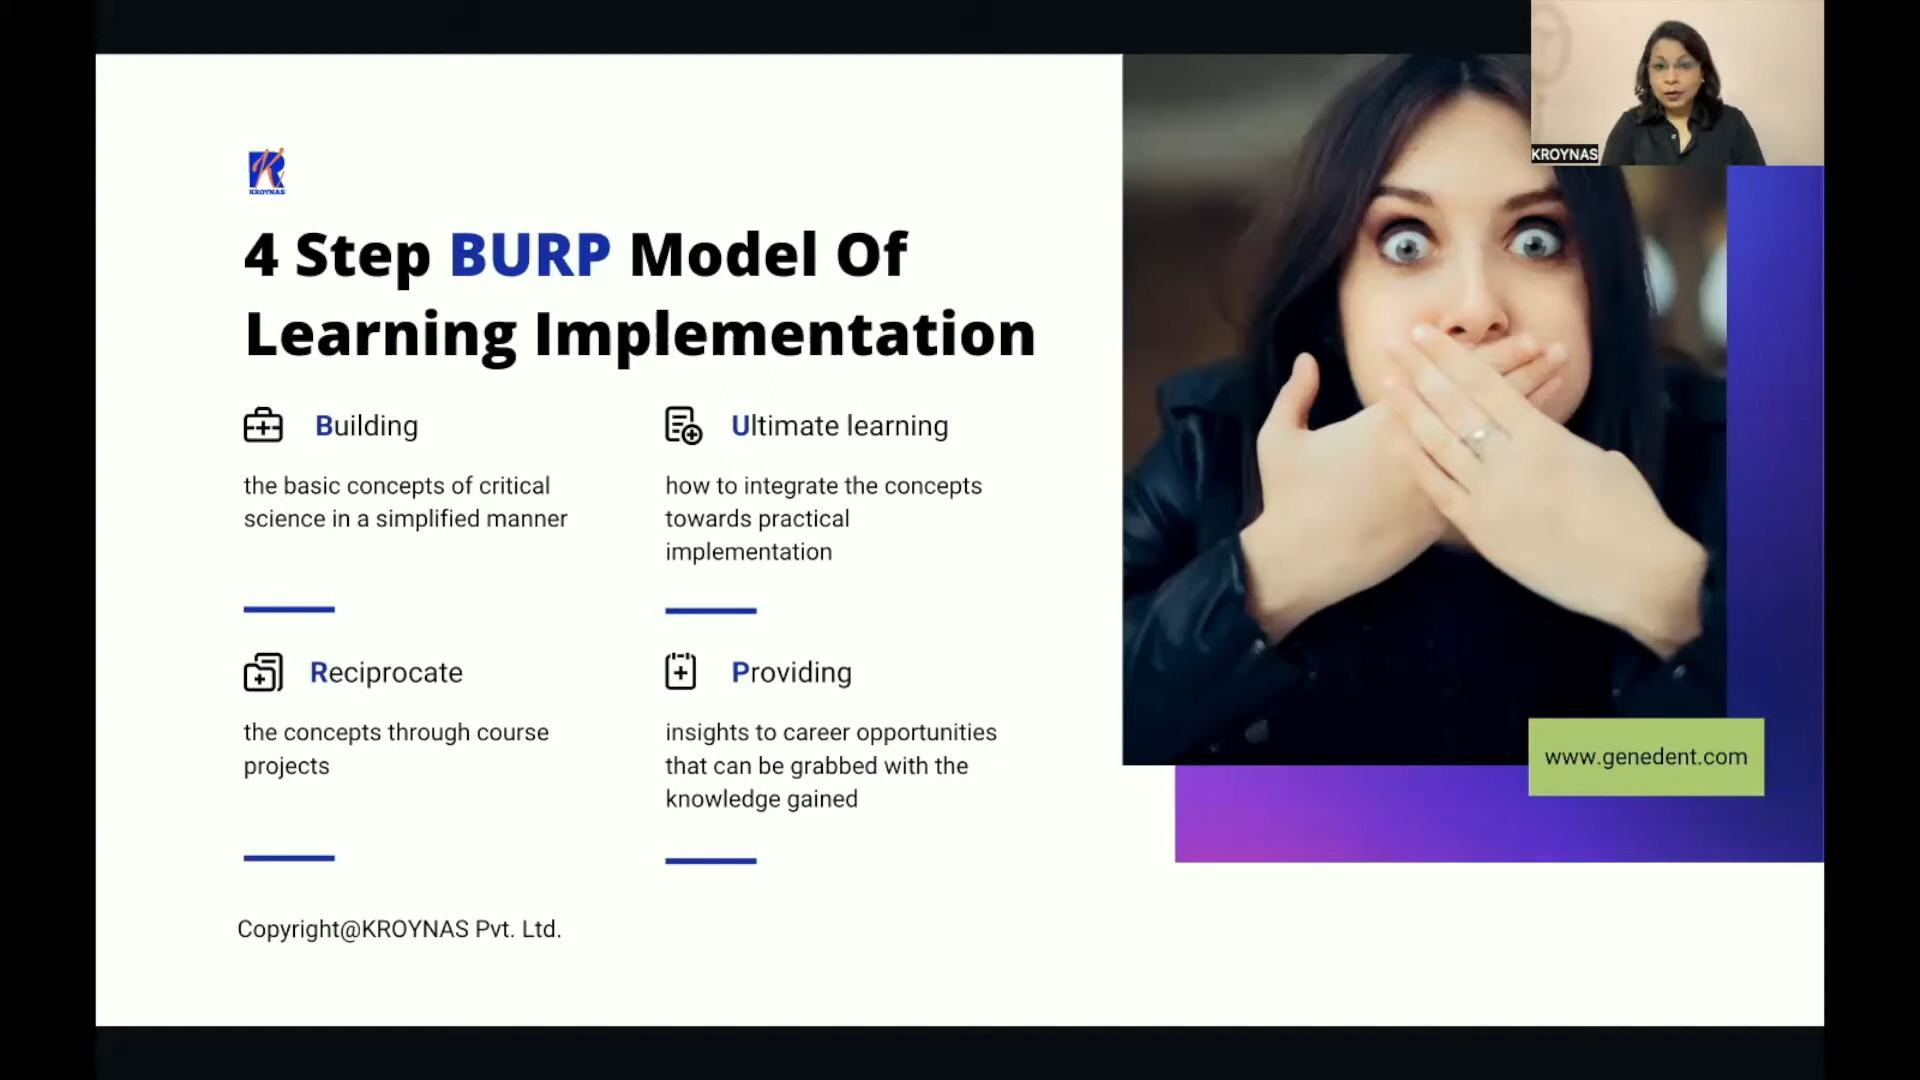 KROYNAS
KROYNAS
4 Step BURP Model Of
Learning Implementation
Building
the basic concepts of critical
science in a simplified manner
Ultimate learning
how to integrate the concepts
towards practical
implementation
Reciprocate
the concepts through course
projects
Providing
insights to career opportunities
that can be grabbed with the
knowledge gained
www.genedent.com
Copyright@KROYNAS Pvt. Ltd.